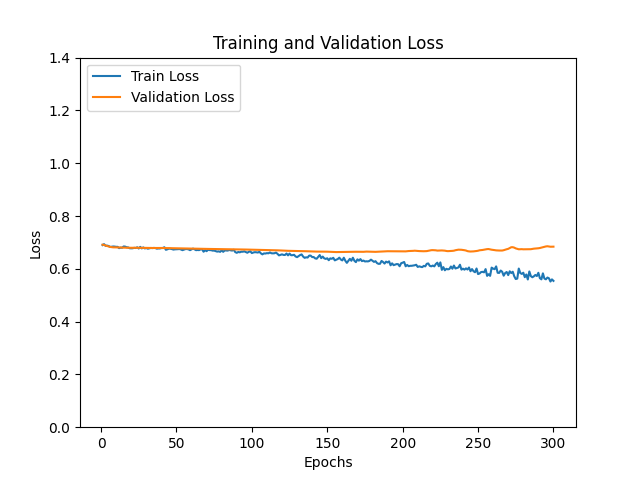 Training and Validation Loss
Train Loss
Validation Loss
1.4
1.2
1.0
0.8
0.6
0.4
0.2
0.0
Loss
0 50 100 150 200 250 300
Epochs